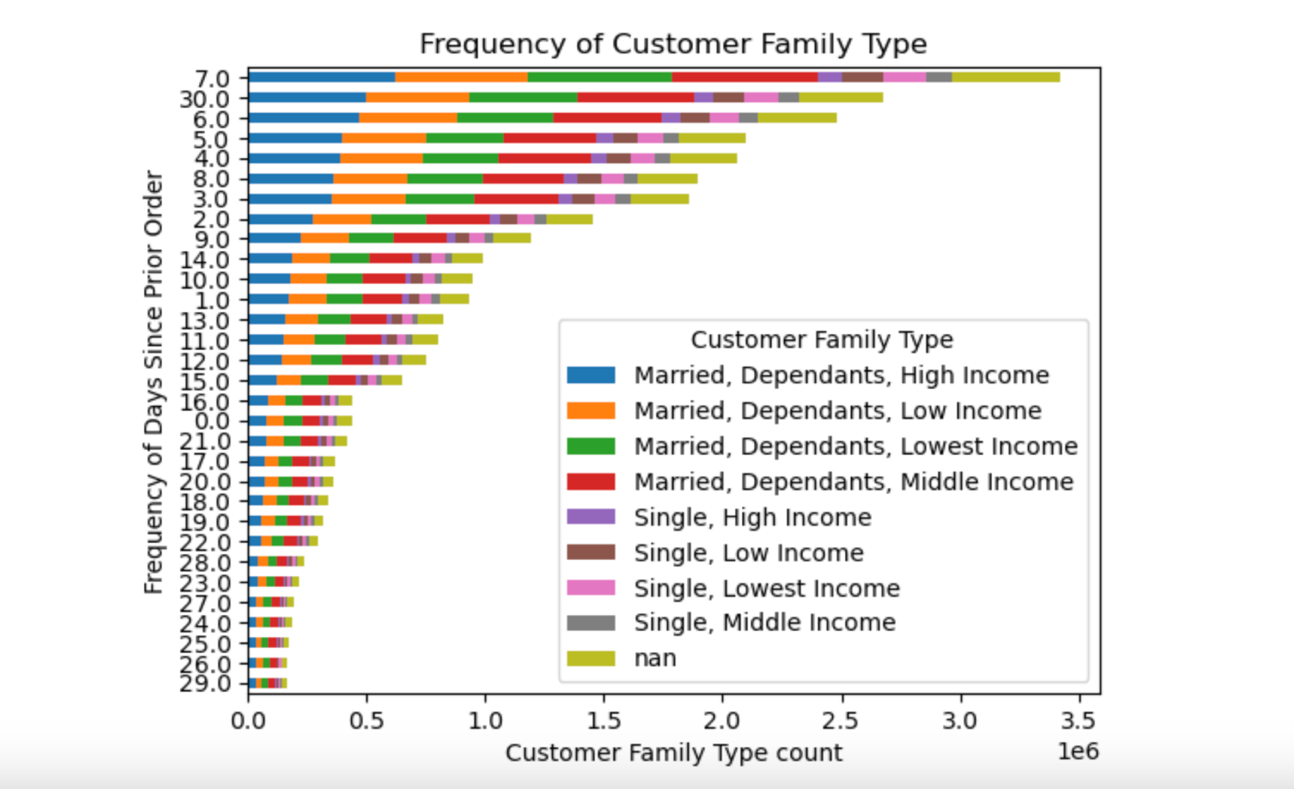 Frequency of Customer Family Type
Frequency of Days Since Prior Order
7.0
30.0
6.0
5.0
4.0
8.0
3.0
2.0
9.0
14.0
10.0
1.0
13.0
11.0
12.0
15.0
16.0
0.0
21.0
17.0
20.0
18.0
19.0
22.0
28.0
23.0
27.0
24.0
25.0
26.0
29.0
Customer Family Type
Married, Dependants, High Income
Married, Dependants, Low Income
Married, Dependants, Lowest Income
Married, Dependants, Middle Income
Single, High Income
Single, Low Income
Single, Lowest Income
Single, Middle Income
nan
0.0 0.5 1.0 1.5 2.0 2.5 3.0 3.5
Customer Family Type count
1e6